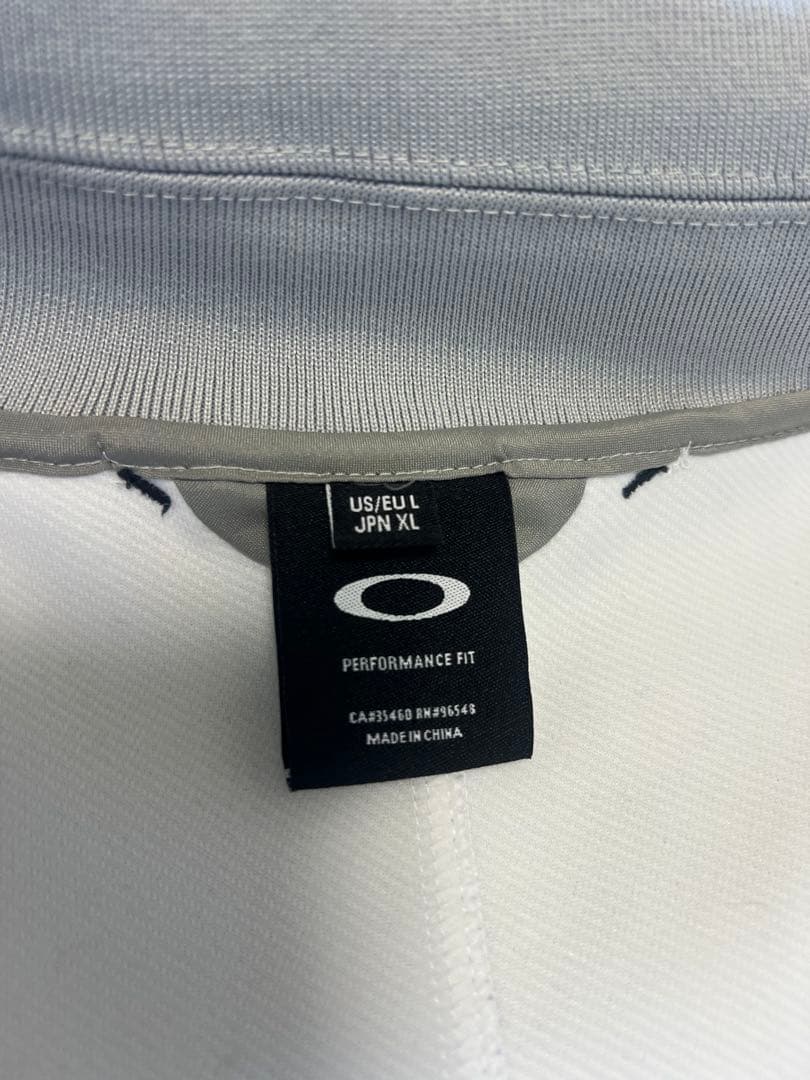 US/EU L
JPN XL
PERFORMANCE FIT
CA#35460 RN#96548
MADE IN CHINA